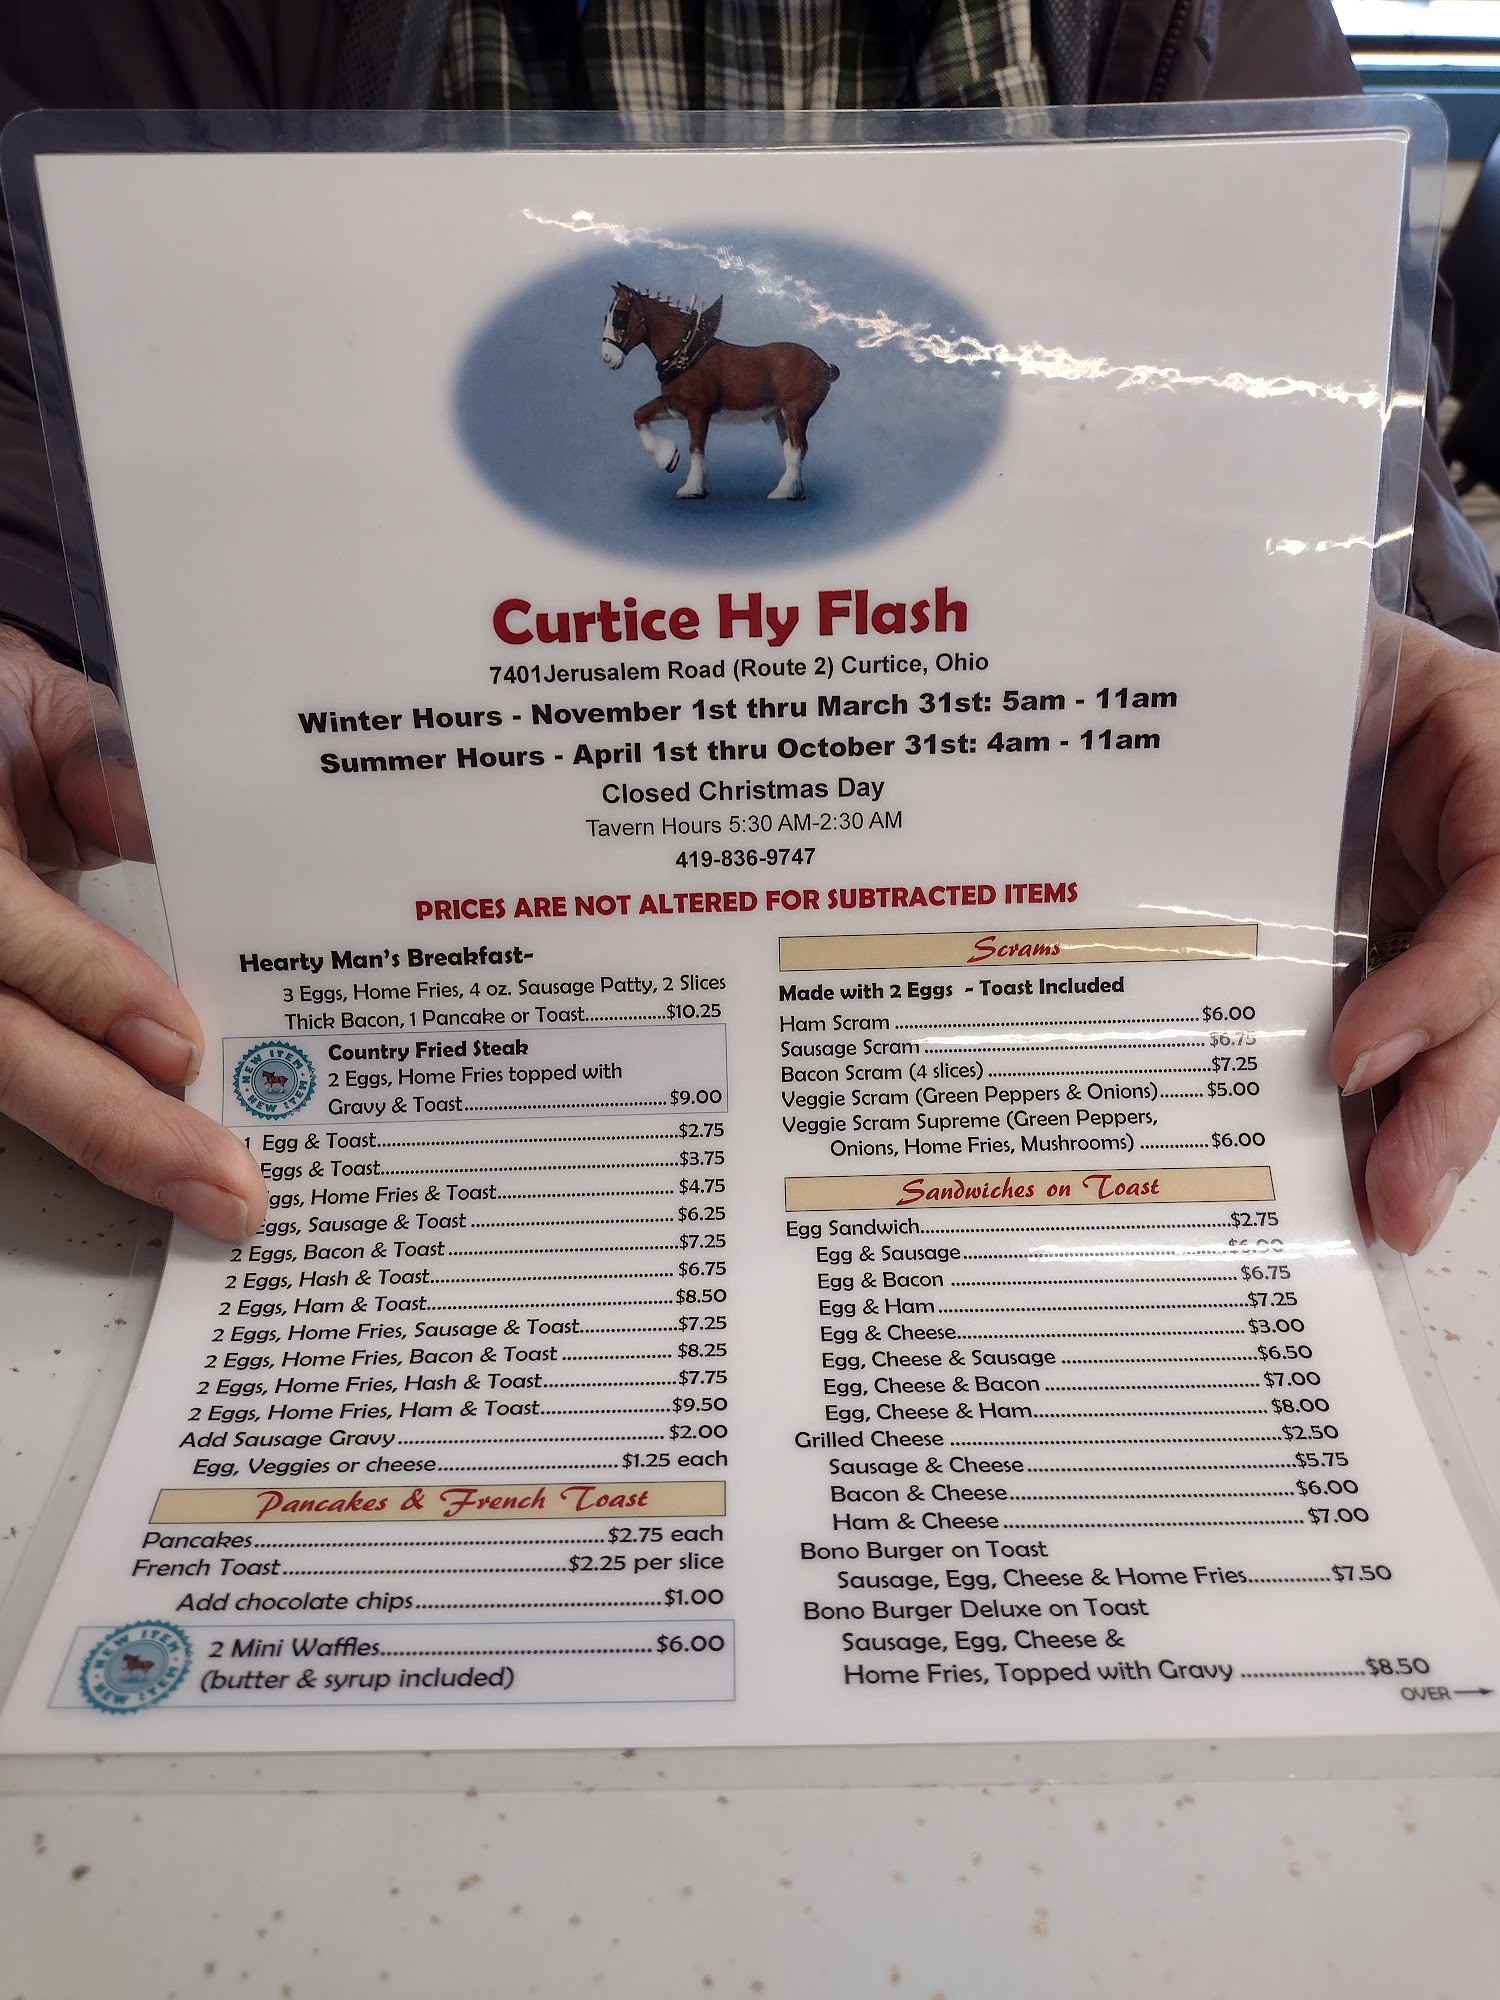 Curtice Hy Flash
7401Jerusalem Road (Route 2) Curtice, Ohio
Winter Hours - November 1st thru March 31st: 5am - 11am
Summer Hours - April 1st thru October 31st: 4am - 11am
Closed Christmas Day
Tavern Hours 5:30 AM-2:30 AM
419-836-9747
PRICES ARE NOT ALTERED FOR SUBTRACTED ITEMS
Hearty Man's Breakfast-
3 Eggs, Home Fries, 4 oz. Sausage Patty, 2 Slices
Thick Bacon, 1 Pancake or Toast..............$10.25
NEW ITEM
NEW ITEM
Country Fried Steak
2 Eggs, Home Fries topped with
Gravy & Toast....................................$9.00
1 Egg & Toast.....................................................$2.75
Eggs & Toast.....................................................$3.75
ggs, Home Fries & Toast................................ $4.75
Eggs, Sausage & Toast .................................... $6.25
2 Eggs, Bacon & Toast ........................................$7.25
2 Eggs, Hash & Toast.......................................... $6.75
2 Eggs, Ham & Toast...........................................$8.50
2 Eggs, Home Fries, Sausage & Toast.................$7.25
2 Eggs, Home Fries, Bacon & Toast ................... $8.25
2 Eggs, Home Fries, Hash & Toast.......................$7.75
2 Eggs, Home Fries, Ham & Toast.......................$9.50
Add Sausage Gravy............................................. $2.00
Egg, Veggies or cheese............................... $1.25 each
Pancakes & French Toast
Pancakes...........................................................$2.75 each
French Toast................................................$2.25 per slice
Add chocolate chips..........................................$1.00
NEW ITEM
NEW ITEM
2 Mini Waffles.............................................$6.00
(butter & syrup included)
Scrams
Made with 2 Eggs - Toast Included
Ham Scram ...................................................$6.00
Sausage Scram .............................................. $6.75
Bacon Scram (4 slices) .........................................$7.25
Veggie Scram (Green Peppers & Onions)......... $5.00
Veggie Scram Supreme (Green Peppers,
Onions, Home Fries, Mushrooms) ..............$6.00
Sandwiches on Toast
Egg Sandwich....................................................$2.75
Egg & Sausage............................................$6.00
Egg & Bacon ............................................... $6.75
Egg & Ham...................................................$7.25
Egg & Cheese............................................... $3.00
Egg, Cheese & Sausage ................................$6.50
Egg, Cheese & Bacon ................................... $7.00
Egg, Cheese & Ham...................................... $8.00
Grilled Cheese ....................................................$2.50
Sausage & Cheese..........................................$5.75
Bacon & Cheese.............................................$6.00
Ham & Cheese .............................................. $7.00
Bono Burger on Toast
Sausage, Egg, Cheese & Home Fries.............$7.50
Bono Burger Deluxe on Toast
Sausage, Egg, Cheese &
Home Fries, Topped with Gravy ....................$8.50
OVER